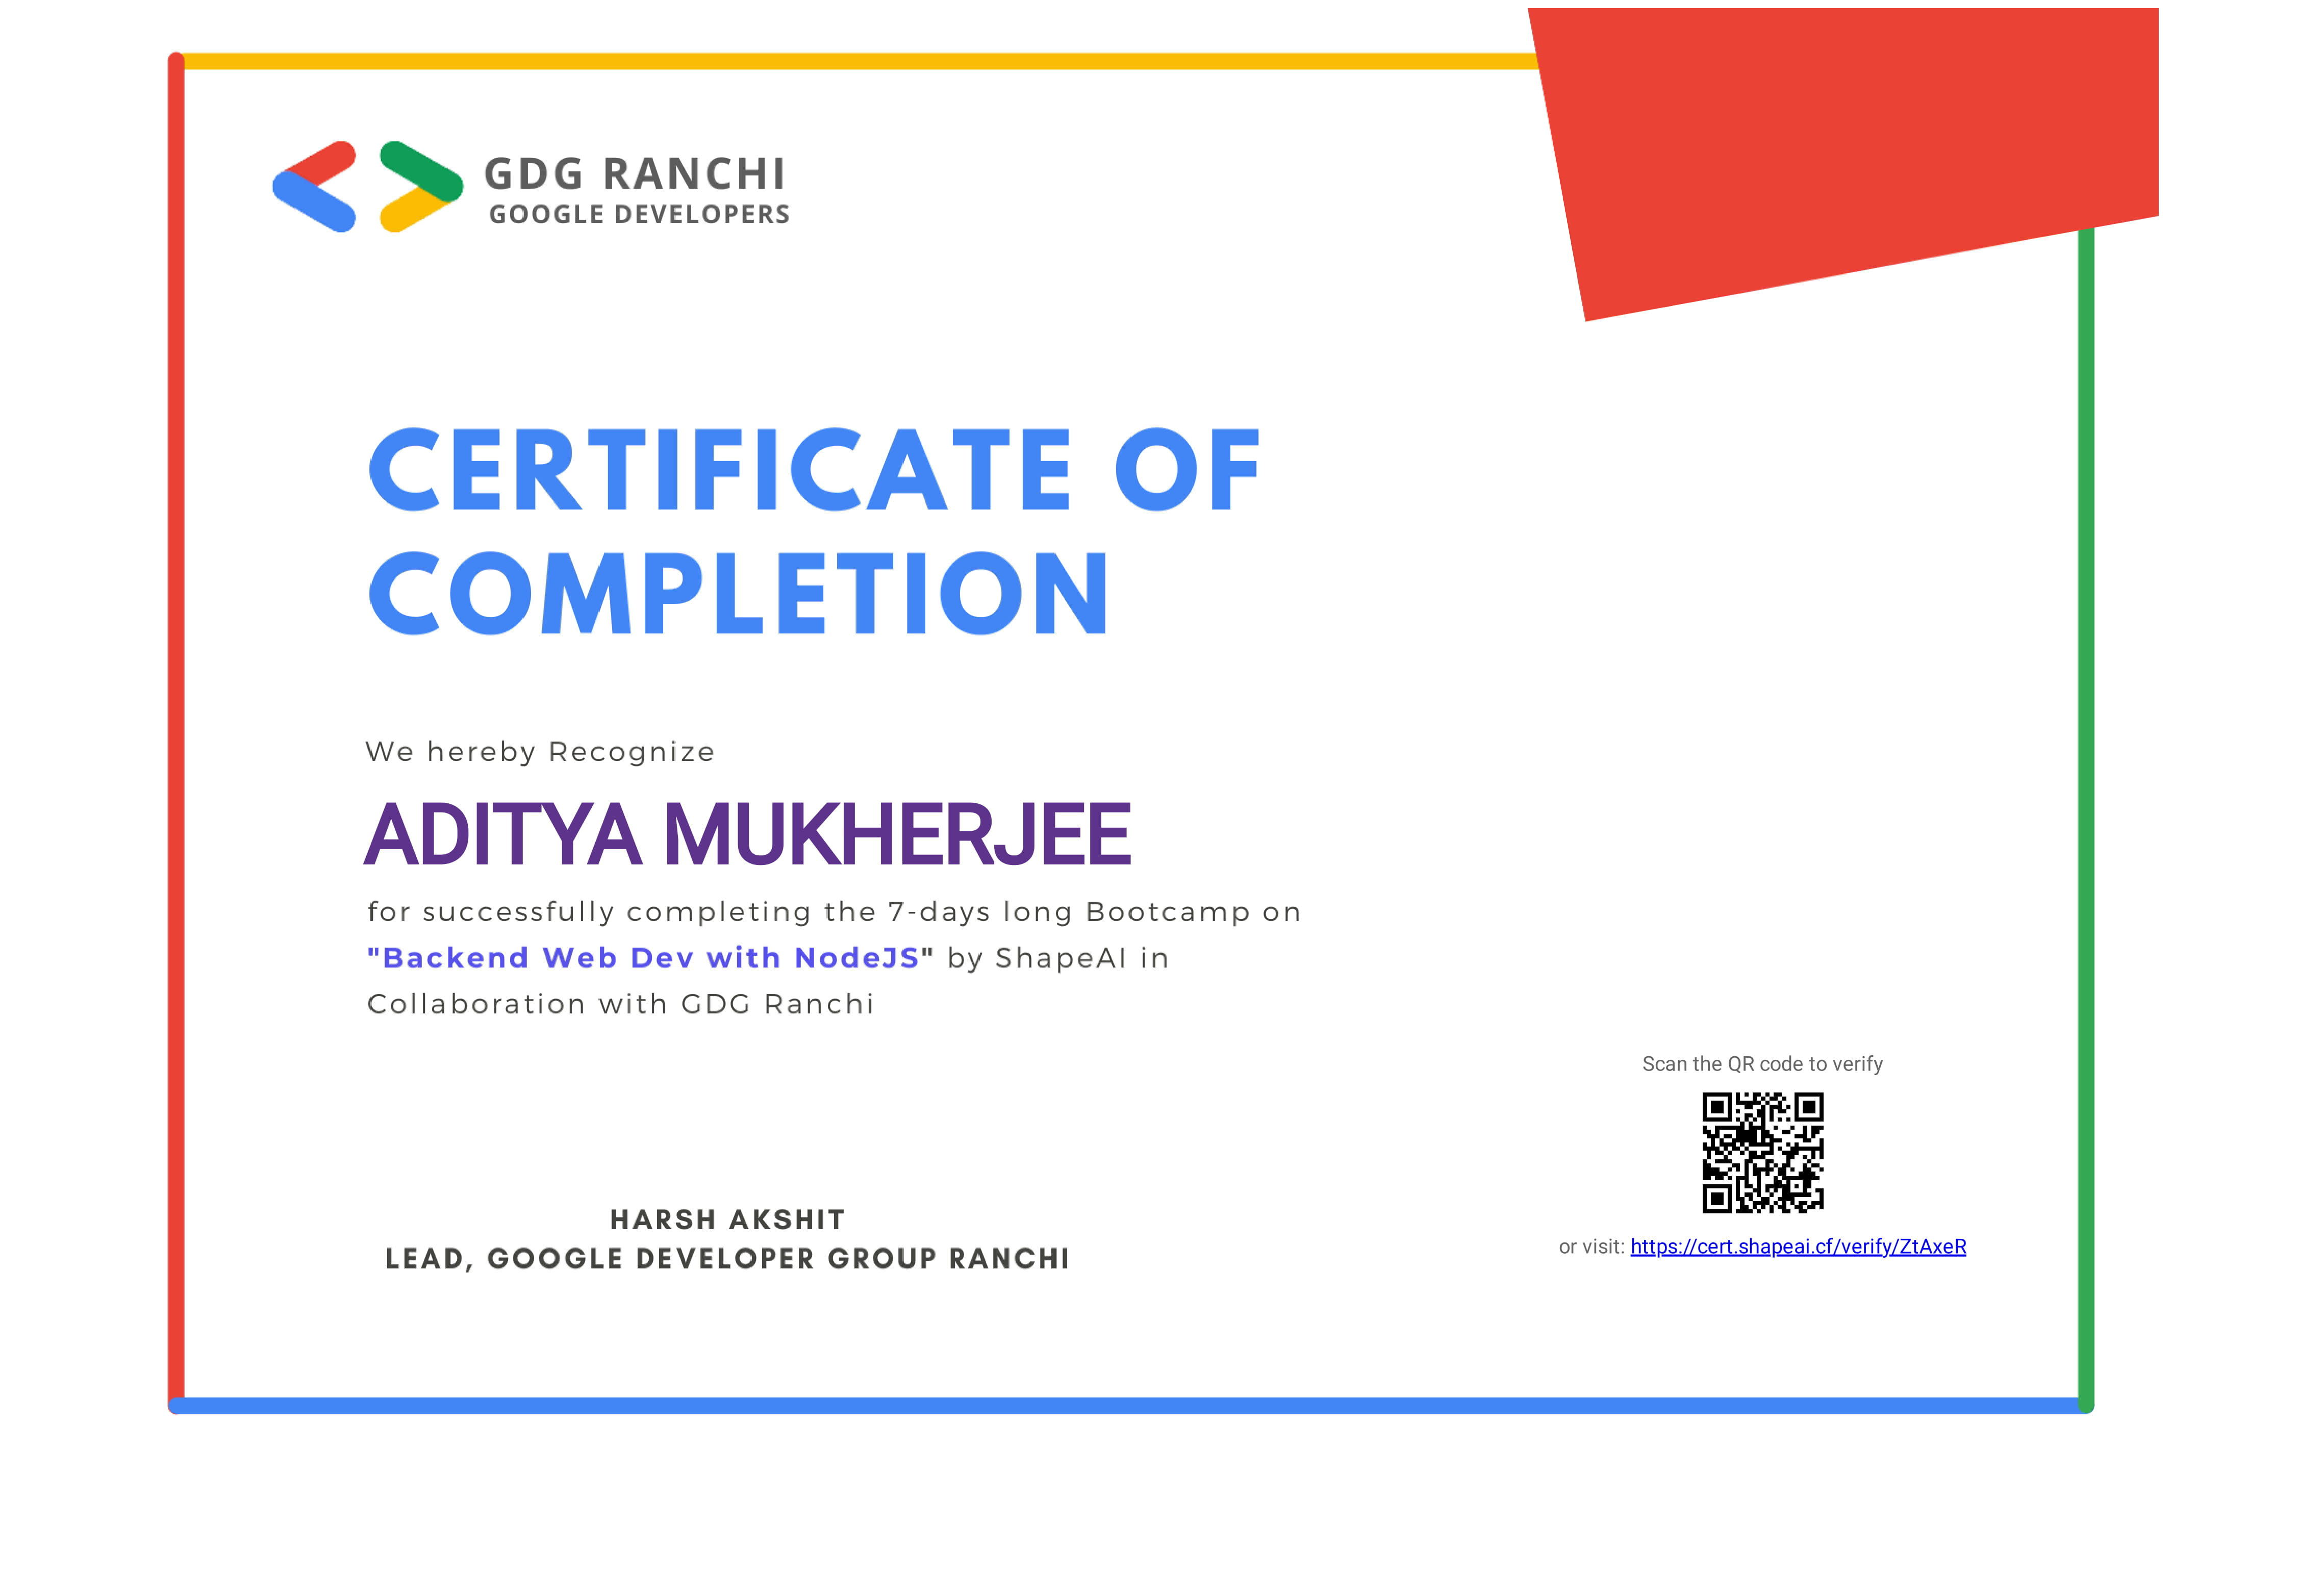 GDG RANCHI
GOOGLE DEVELOPERS
CERTIFICATE OF
COMPLETION
We hereby Recognize
ADITYA MUKHERJEE
for successfully completing the 7-days long Bootcamp on
"Backend Web Dev with NodeJS" by ShapeAI in
Collaboration with GDG Ranchi
Scan the QR code to verify
HARSH AKSHIT
LEAD, GOOGLE DEVELOPER GROUP RANCHI
or visit: https://cert.shapeai.cf/verify/ZtAxeR